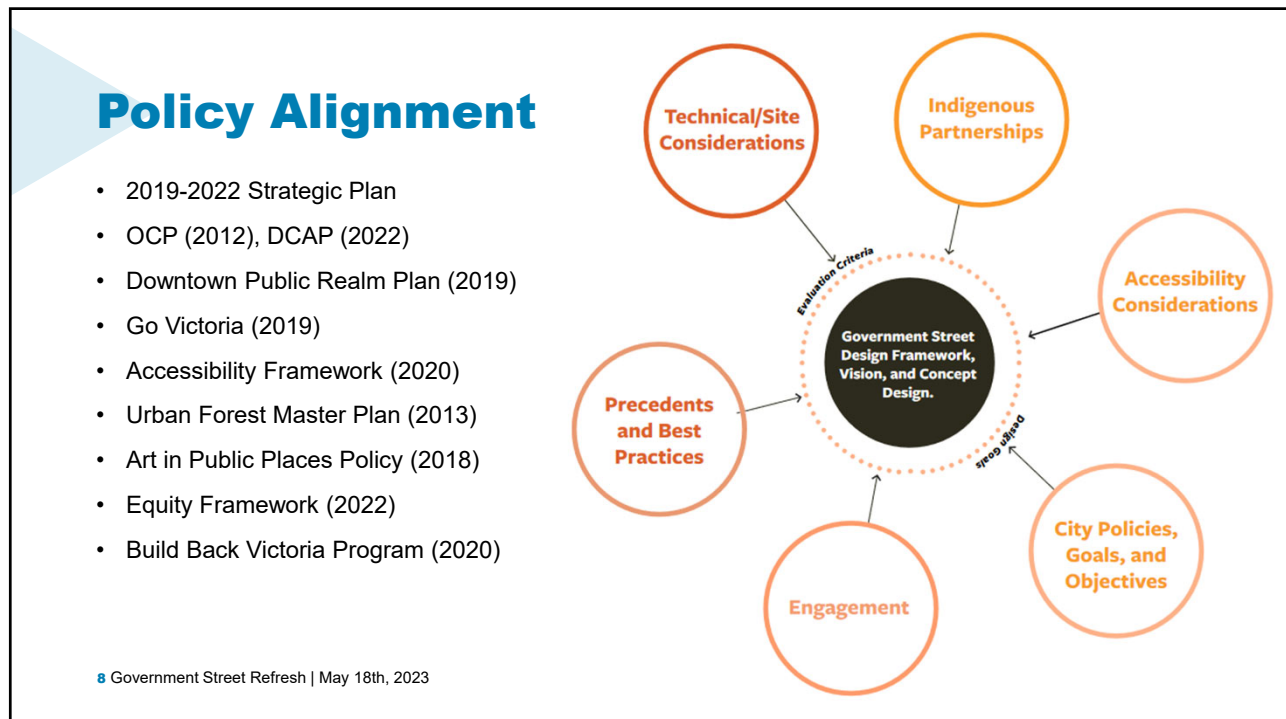 Policy Alignment
• 2019-2022 Strategic Plan
• OCP (2012), DCAP (2022)
• Downtown Public Realm Plan (2019)
• Go Victoria (2019)
• Accessibility Framework (2020)
• Urban Forest Master Plan (2013)
• Art in Public Places Policy (2018)
• Equity Framework (2022)
• Build Back Victoria Program (2020)
Technical/Site
Considerations
Indigenous
Partnerships
Accessibility
Considerations
Evaluation Criteria
Government Street
Design Framework,
Vision, and Concept
Design.
Design Goals
Precedents
and Best
Practices
City Policies,
Goals, and
Objectives
Engagement
8 Government Street Refresh | May 18th, 2023